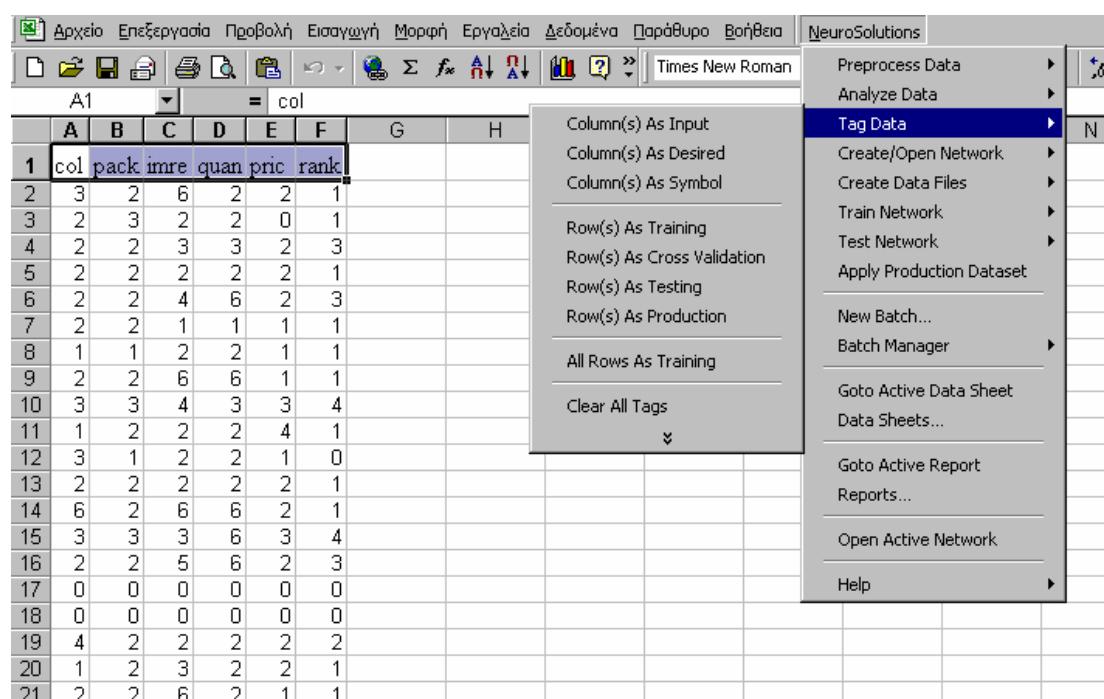 Αρχείο Επεξεργασία Προβολή Εισαγωγή Μορφή Εργαλεία Δεδομένα Παράθυρο Βοήθεια NeuroSolutions
Times New Roman
A1 = col
A B C D E F G H N
1 col pack imre quan pric rank
2 3 2 6 2 2 1
3 2 3 2 2 0 1
4 2 2 3 3 2 3
5 2 2 2 2 2 1
6 2 2 4 6 2 3
7 2 2 1 1 1 1
8 1 1 2 2 1 1
9 2 2 6 6 1 1
10 3 3 4 3 3 4
11 1 2 2 2 4 1
12 3 1 2 2 1 0
13 2 2 2 2 2 1
14 6 2 6 6 2 1
15 3 3 3 6 3 4
16 2 2 5 6 2 3
17 0 0 0 0 0 0
18 0 0 0 0 0 0
19 4 2 2 2 2 2
20 1 2 3 2 2 1
21 2 2 6 2 1 1
Column(s) As Input
Column(s) As Desired
Column(s) As Symbol
Row(s) As Training
Row(s) As Cross Validation
Row(s) As Testing
Row(s) As Production
All Rows As Training
Clear All Tags
Preprocess Data
Analyze Data
Tag Data
Create/Open Network
Create Data Files
Train Network
Test Network
Apply Production Dataset
New Batch...
Batch Manager
Goto Active Data Sheet
Data Sheets...
Goto Active Report
Reports...
Open Active Network
Help